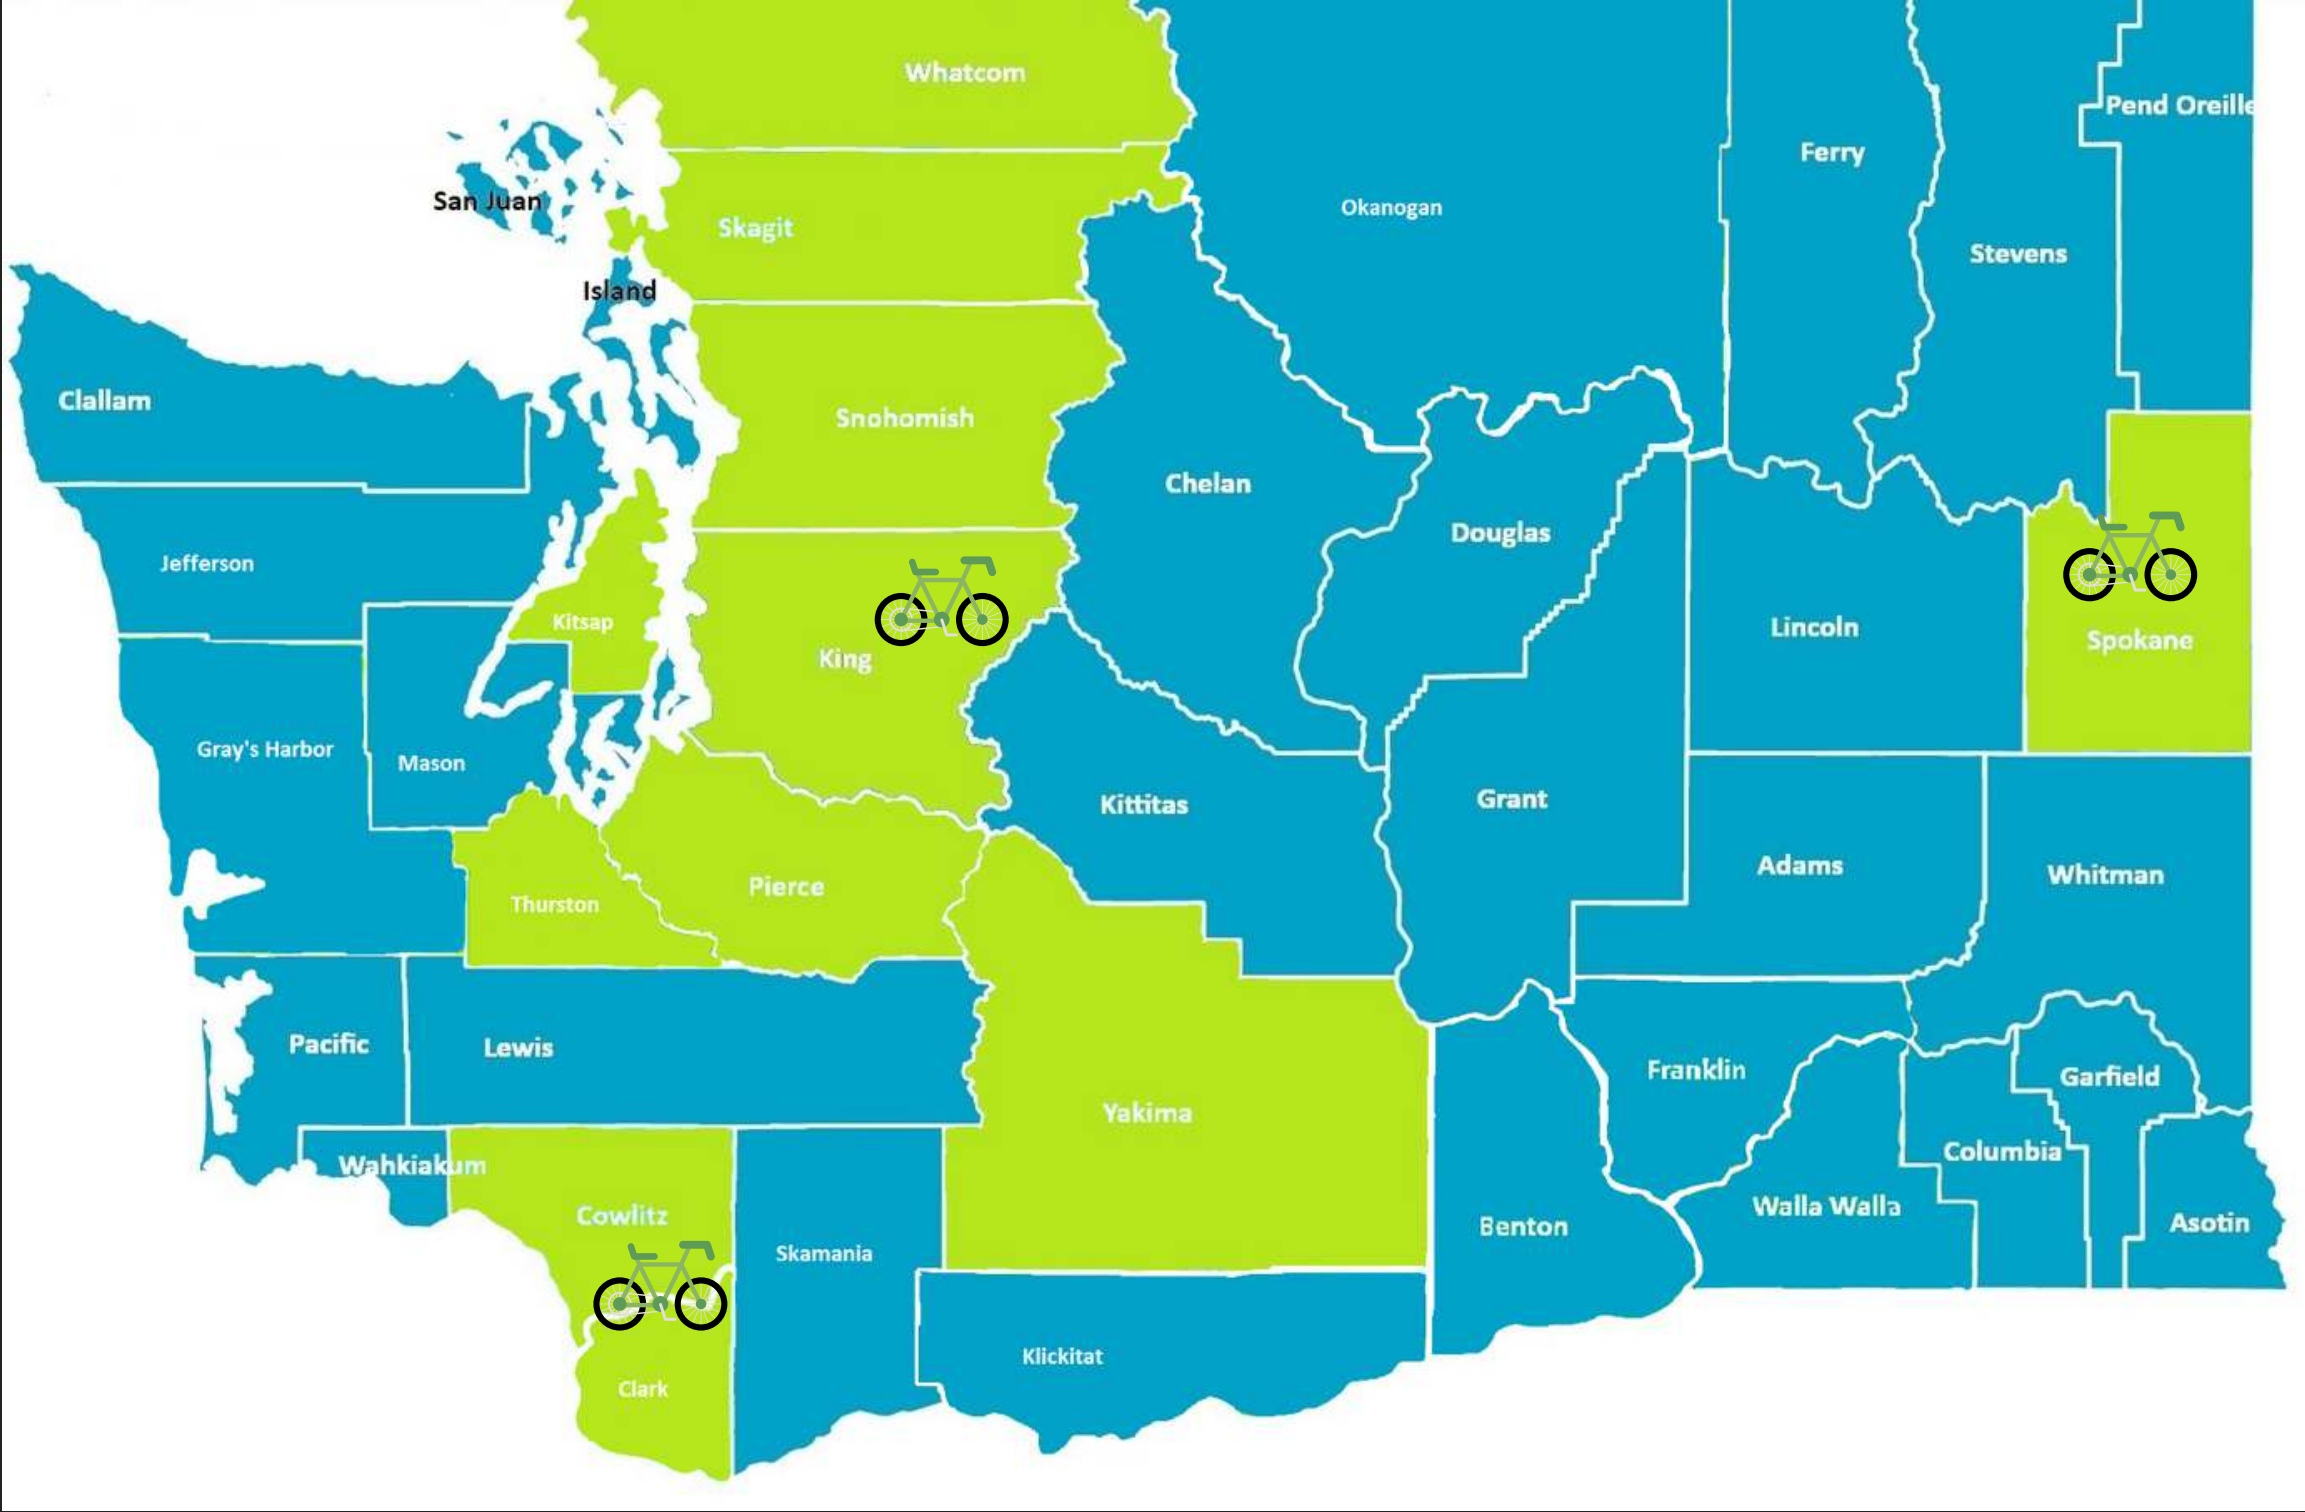 Whatcom
Pend Oreille
Ferry
San Juan
Okanogan
Skagit
Stevens
Island
Clallam
Snohomish
Chelan
Douglas
Jefferson
Kitsap
Lincoln
Spokane
King
Gray's Harbor
Mason
Kittitas
Grant
Adams
Whitman
Pierce
Thurston
Pacific
Lewis
Franklin
Garfield
Yakima
Columbia
Wahkiakum
Walla Walla
Cowlitz
Asotin
Benton
Skamania
Klickitat
Clark